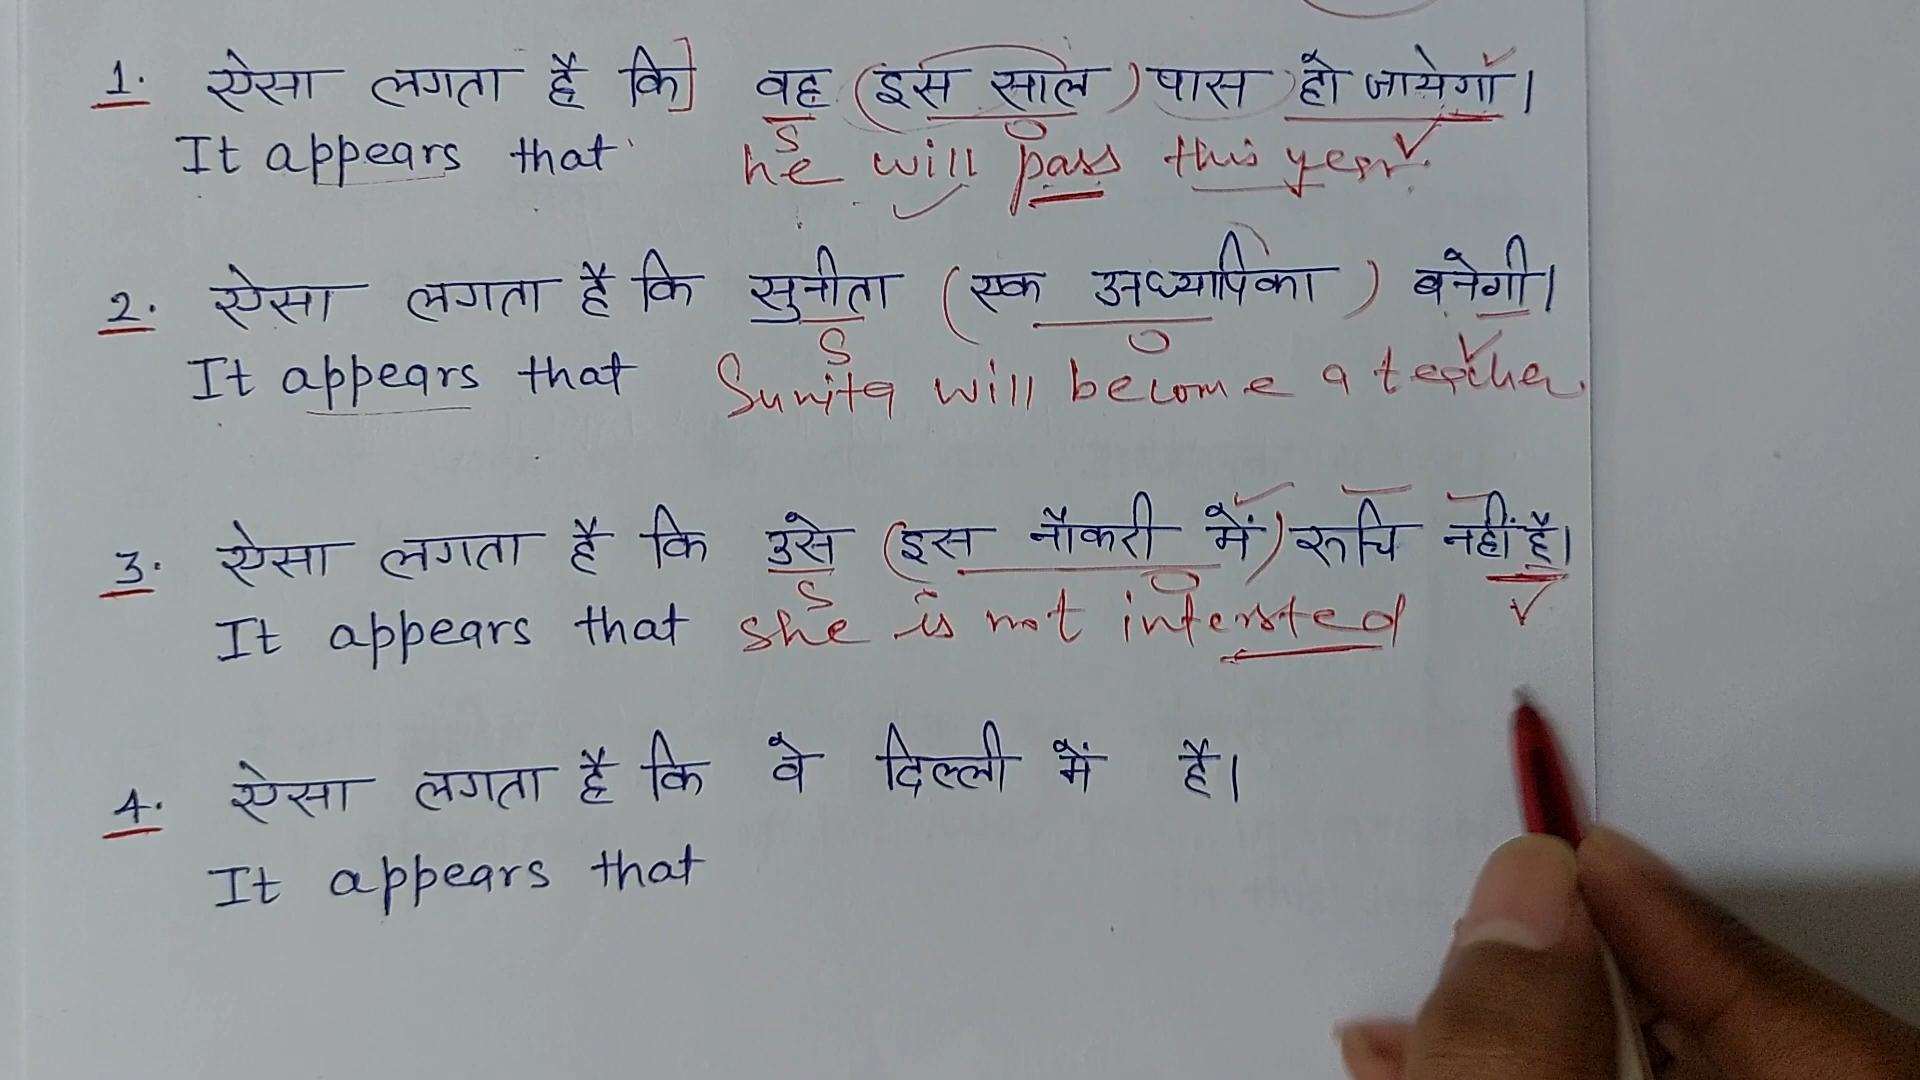 1. ऐसा लगता है कि] वह (इस साल) पास हो जायेगा।
S O V
It appears that he will pass this year.
2. ऐसा लगता है कि सुनीता (एक अध्यापिका) बनेगी।
S O V
It appears that Sunita will become a teacher
3. ऐसा लगता है कि उसे (इस नौकरी में) रूचि नहीं है।
S O V
It appears that she is not intersted
4. ऐसा लगता है कि वे दिल्ली में है।
It appears that